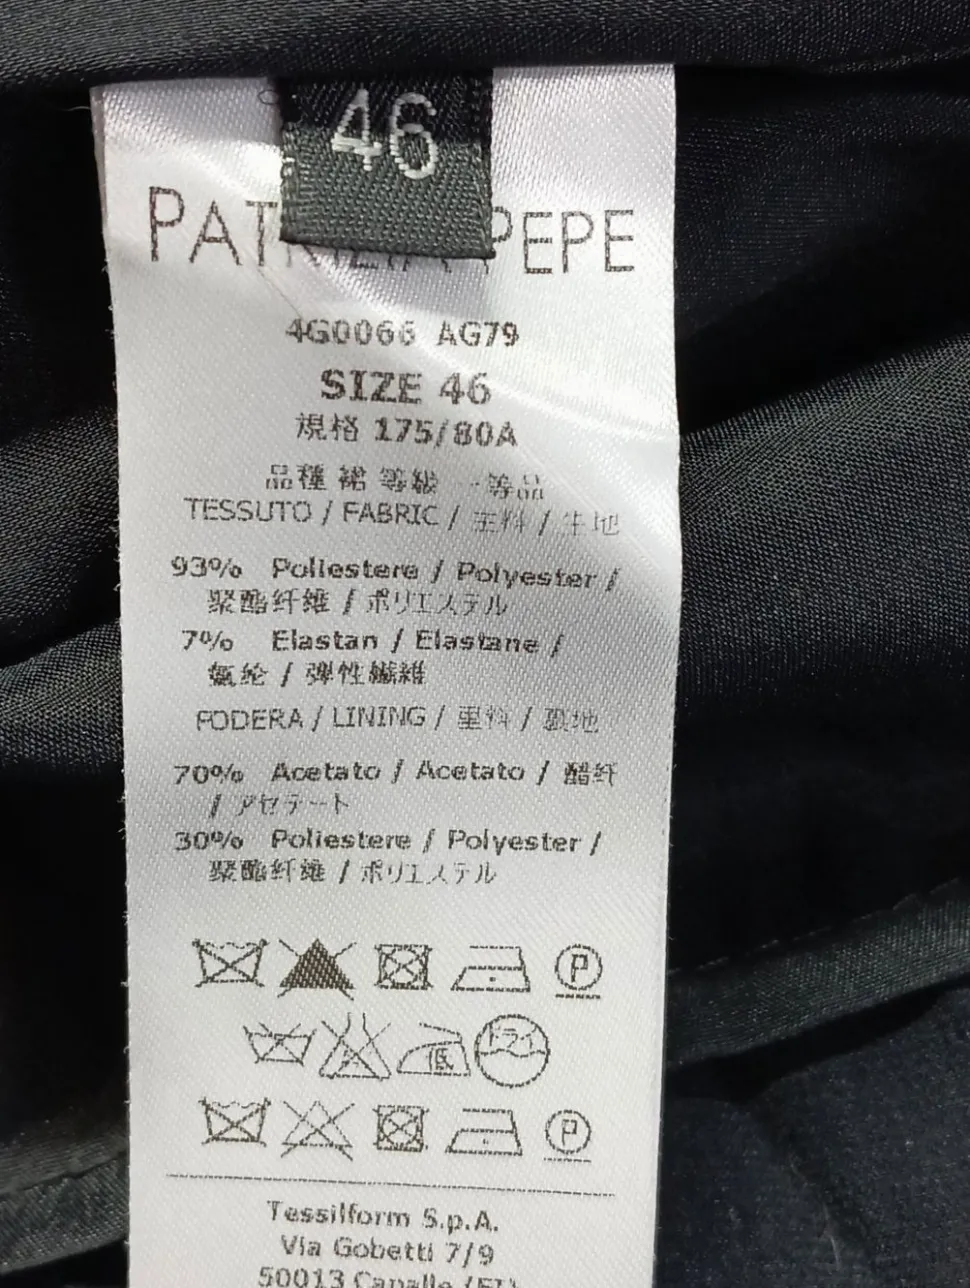 46
PEPE
4G0066 AG79
SIZE 46
規格 175/80A
品種 裙 等級 一等品
TESSUTO / FABRIC / 主料 / 生地
93% Poliestere / Polyester /
聚酯纤维 / ポリエステル
7% Elastan / Elastane /
氨纶 / 弾性繊維
FODERA / LINING / 里料 / 裏地
70% Acetato / Acetato / 醋纤
/ アセテート
30% Poliestere / Polyester /
聚酯纤维 / ポリエステル
P
低 ドライ
P
Tessilform S.p.A.
Via Gobetti 7/9
50013 Capalle (FI)